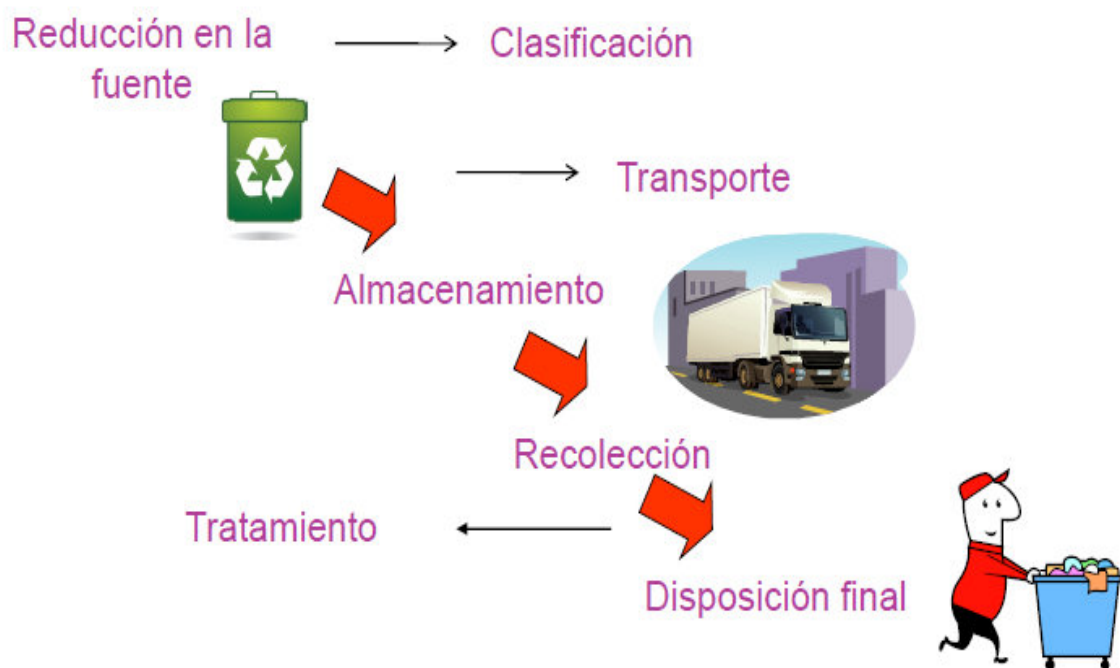 Reducción en la
fuente
Clasificación
Transporte
Almacenamiento
Recolección
Tratamiento
Disposición final